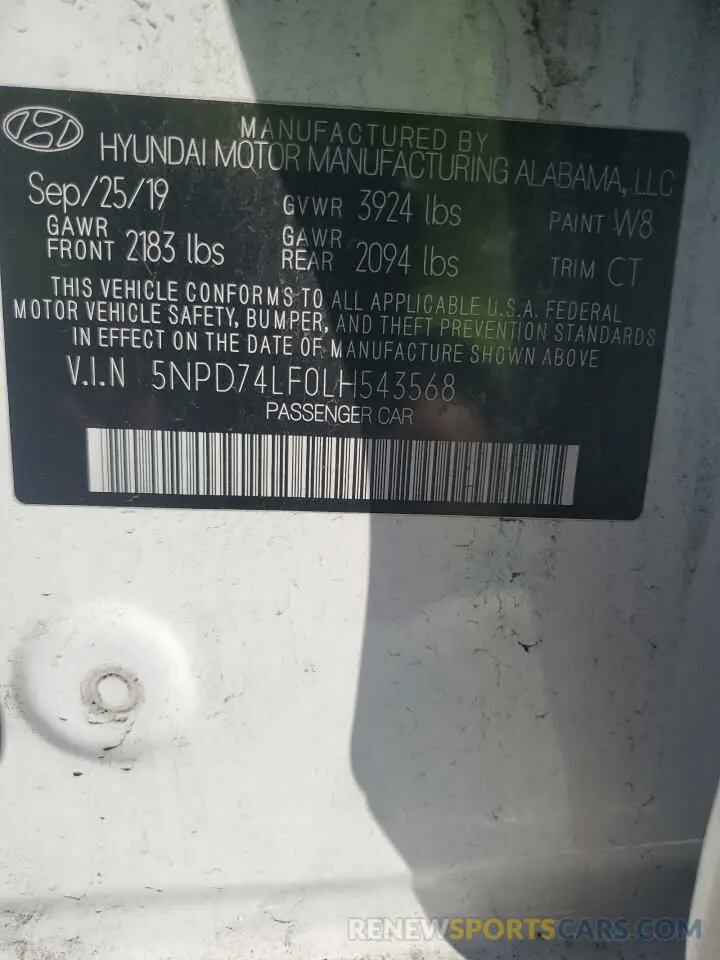 MANUFACTURED BY
HYUNDAI MOTOR MANUFACTURING ALABAMA, LLC
Sep/25/19 GVWR 3924 lbs PAINT W8
GAWR FRONT 2183 lbs GAWR REAR 2094 lbs TRIM CT
THIS VEHICLE CONFORMS TO ALL APPLICABLE U.S.A. FEDERAL
MOTOR VEHICLE SAFETY, BUMPER, AND THEFT PREVENTION STANDARDS
IN EFFECT ON THE DATE OF MANUFACTURE SHOWN ABOVE
V.I.N 5NPD74LF0LH543568
PASSENGER CAR
RENEWSPORTSCARS.COM